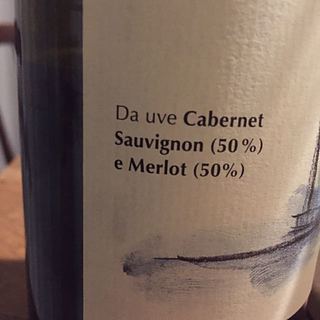 Da uve Cabernet
Sauvignon (50%)
e Merlot (50%)